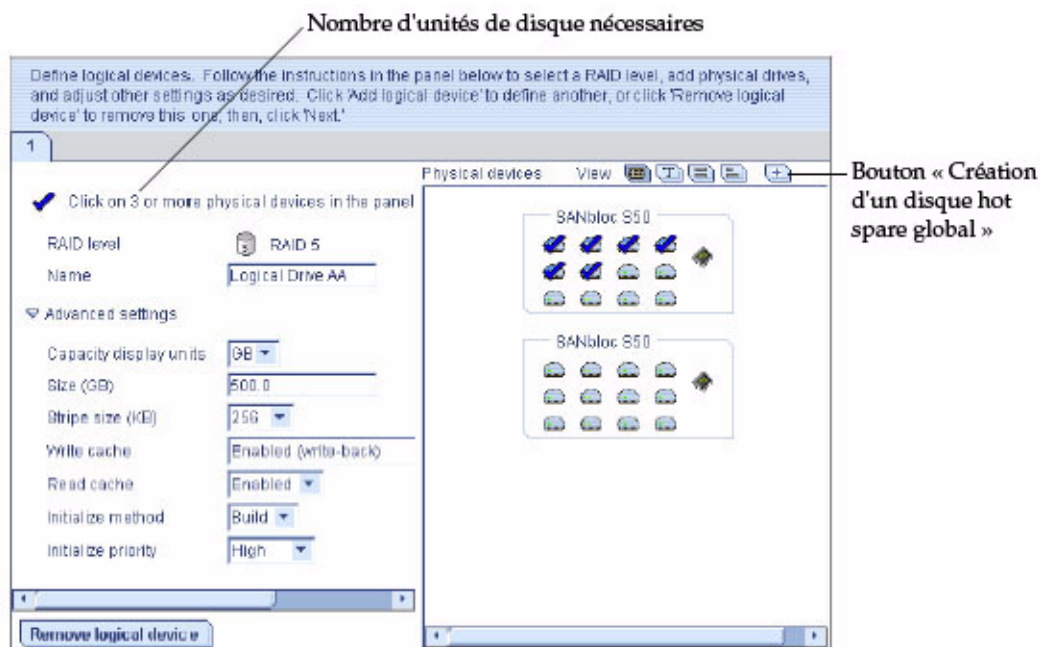 Nombre d'unités de disque nécessaires
Define logical devices. Follow the instructions in the panel below to select a RAID level, add physical drives,
and adjust other settings as desired. Click 'Add logical device' to define another, or click 'Remove logical
device' to remove this one, then, click 'Next.'
1
Physical devices View
Bouton « Création
d'un disque hot
spare global »
Click on 3 or more physical devices in the panel
RAID level RAID 5
Name Logical Drive AA
Advanced settings
Capacity display units GB
Size (GB) 500.0
Stripe size (KB) 256
Write cache Enabled (write-back)
Read cache Enabled
Initialize method Build
Initialize priority High
Remove logical device
SANbloc S50
SANbloc S50